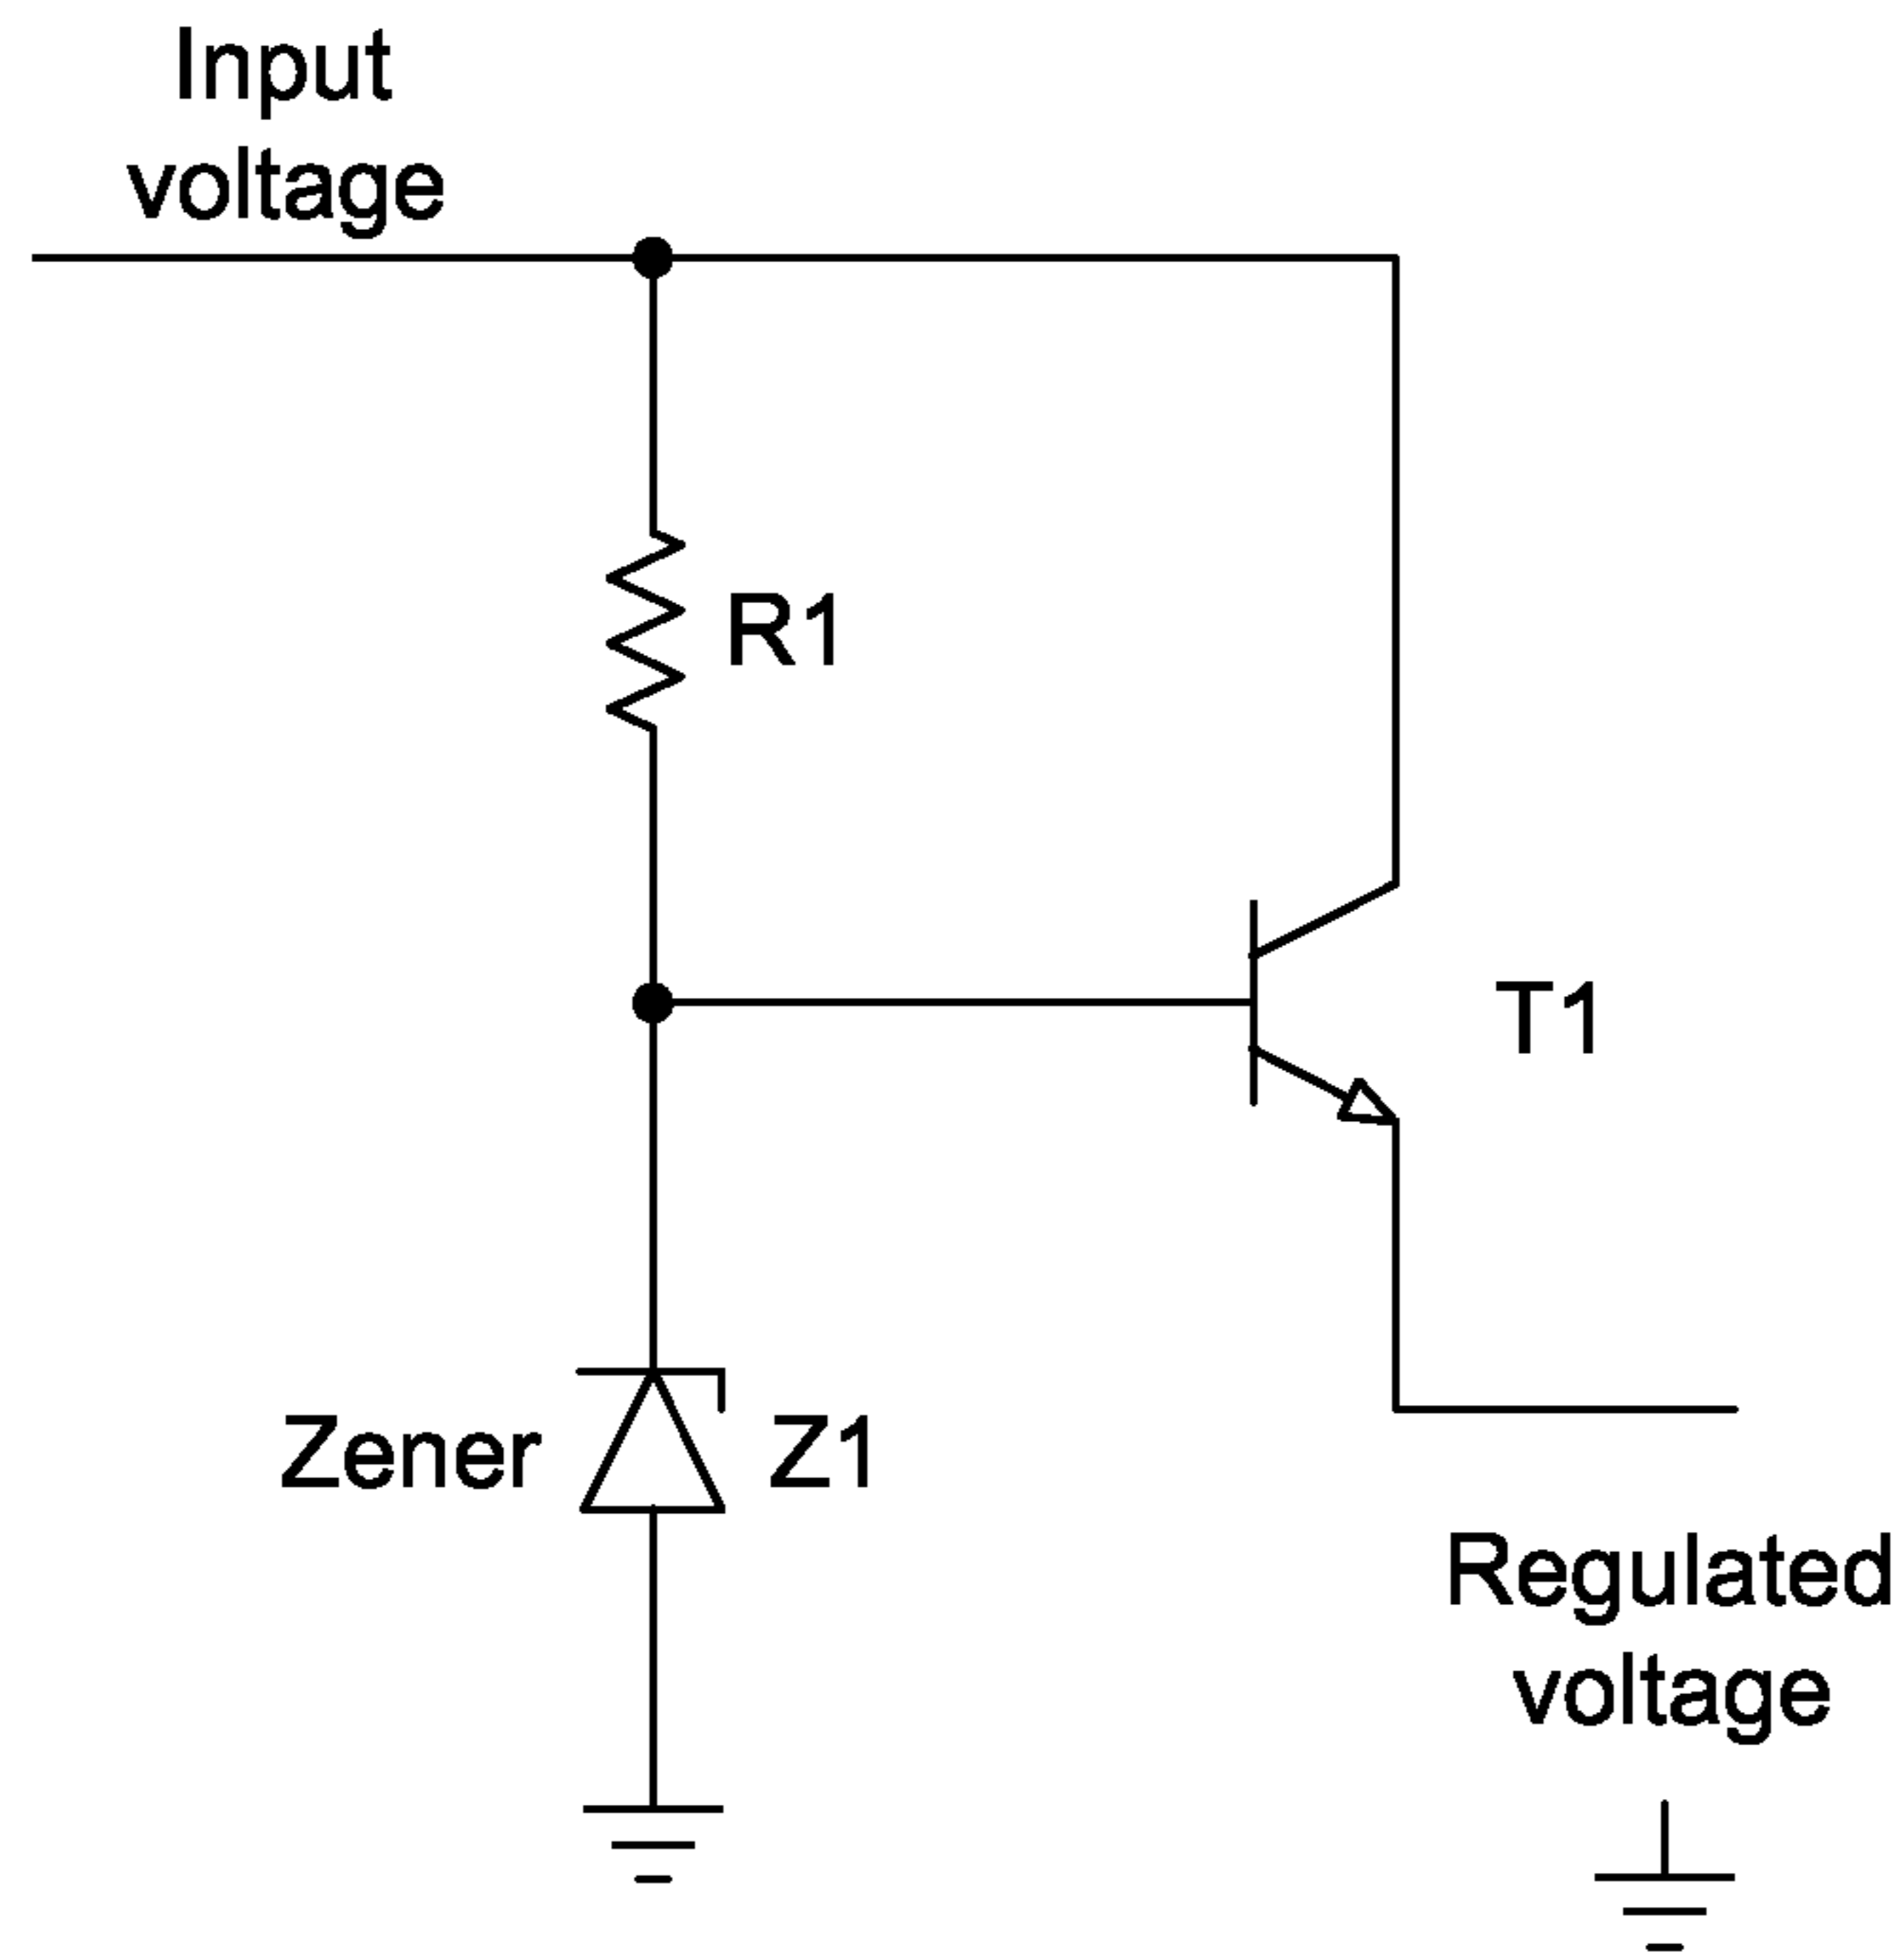 Input
voltage
R1
T1
Zener
Z1
Regulated
voltage